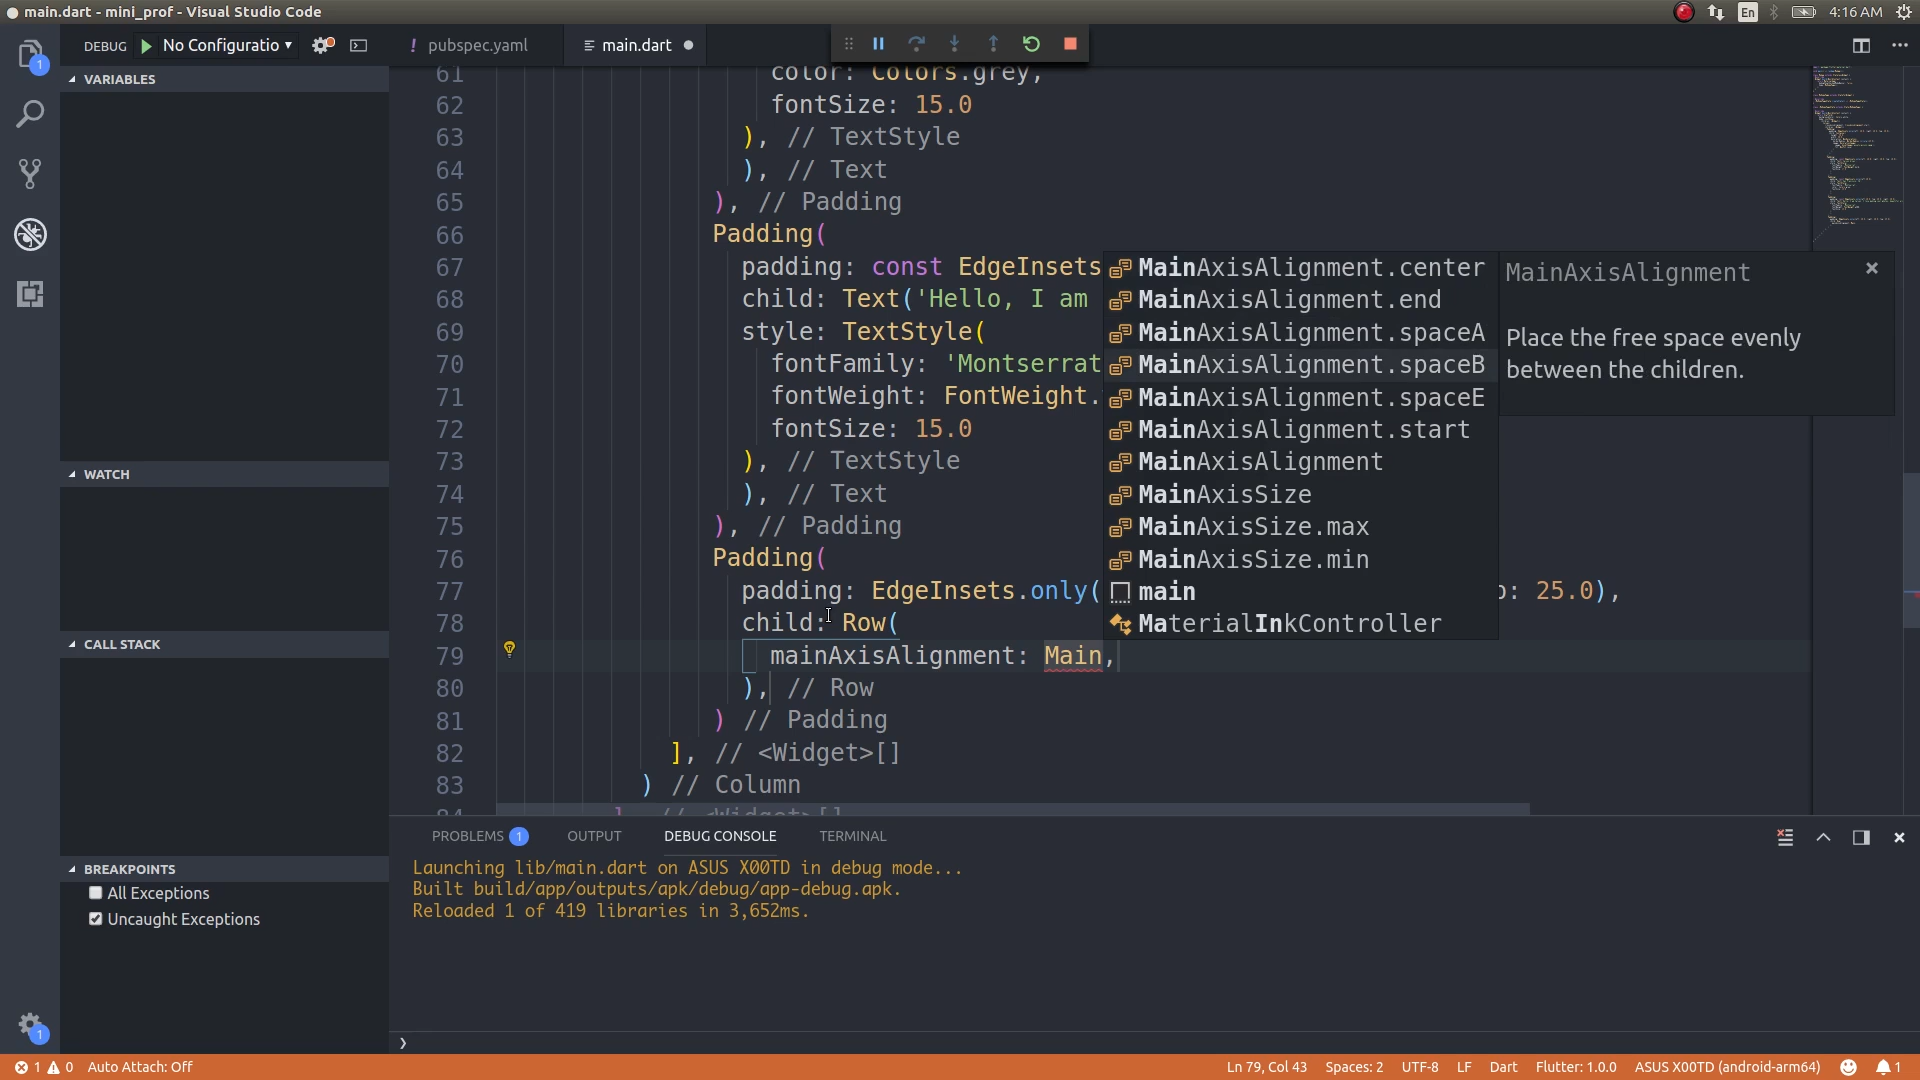 ● main.dart - mini_prof - Visual Studio Code
En
4:16 AM
DEBUG
No Configuratio
pubspec.yaml
main.dart
VARIABLES
WATCH
CALL STACK
BREAKPOINTS
All Exceptions
Uncaught Exceptions
61 color: Colors.grey,
62 fontSize: 15.0
63 ), // TextStyle
64 ), // Text
65 ), // Padding
66 Padding(
67 padding: const EdgeInsets
68 child: Text('Hello, I am
69 style: TextStyle(
70 fontFamily: 'Montserrat
71 fontWeight: FontWeight.
72 fontSize: 15.0
73 ), // TextStyle
74 ), // Text
75 ), // Padding
76 Padding(
77 padding: EdgeInsets.only( : 25.0),
78 child: Row(
79 mainAxisAlignment: Main,
80 ), // Row
81 ) // Padding
82 ], // <Widget>[]
83 ) // Column
84 ], // <Widget>[]
MainAxisAlignment.center
MainAxisAlignment.end
MainAxisAlignment.spaceA
MainAxisAlignment.spaceB
MainAxisAlignment.spaceE
MainAxisAlignment.start
MainAxisAlignment
MainAxisSize
MainAxisSize.max
MainAxisSize.min
main
MaterialInkController
MainAxisAlignment
Place the free space evenly
between the children.
PROBLEMS 1 OUTPUT DEBUG CONSOLE TERMINAL
Launching lib/main.dart on ASUS X00TD in debug mode...
Built build/app/outputs/apk/debug/app-debug.apk.
Reloaded 1 of 419 libraries in 3,652ms.
1 0 Auto Attach: Off
Ln 79, Col 43 Spaces: 2 UTF-8 LF Dart Flutter: 1.0.0 ASUS X00TD (android-arm64) 1